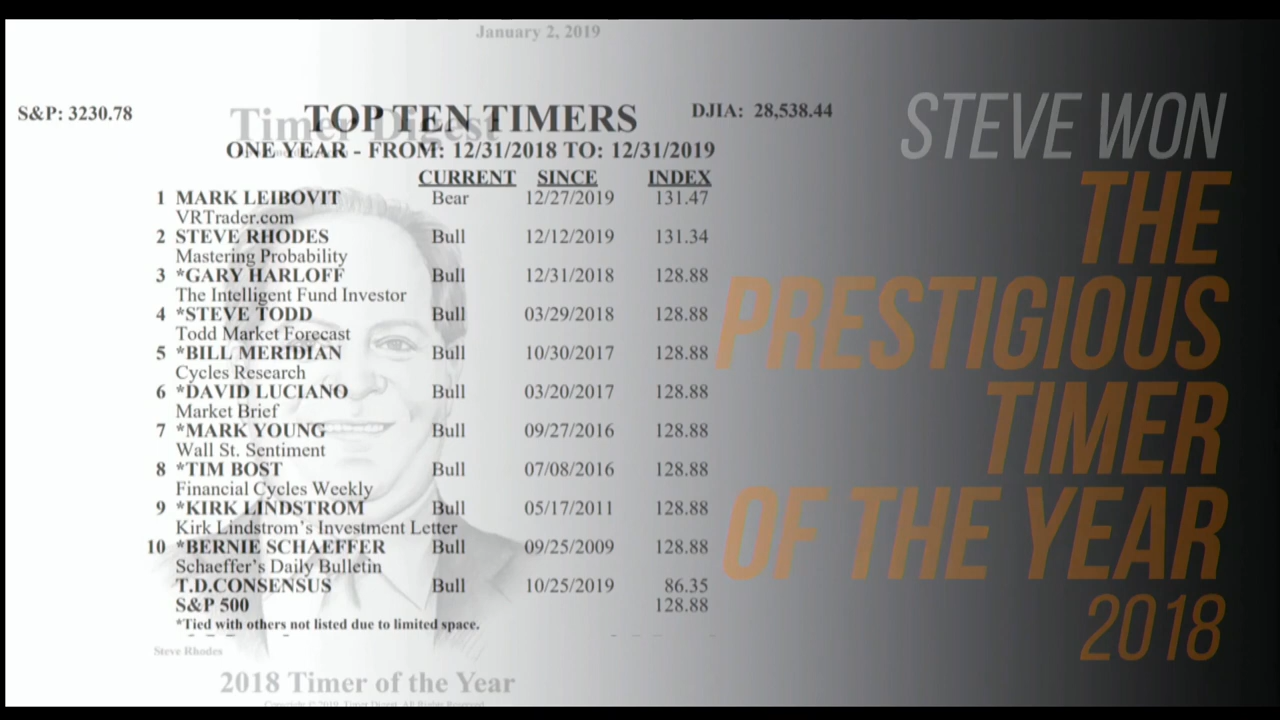 January 2, 2019
Timer Digest
S&P: 3230.78
TOP TEN TIMERS
DJIA: 28,538.44
ONE YEAR - FROM: 12/31/2018 TO: 12/31/2019
CURRENT SINCE INDEX
1 MARK LEIBOVIT Bear 12/27/2019 131.47
VRTrader.com
2 STEVE RHODES Bull 12/12/2019 131.34
Mastering Probability
3 *GARY HARLOFF Bull 12/31/2018 128.88
The Intelligent Fund Investor
4 *STEVE TODD Bull 03/29/2018 128.88
Todd Market Forecast
5 *BILL MERIDIAN Bull 10/30/2017 128.88
Cycles Research
6 *DAVID LUCIANO Bull 03/20/2017 128.88
Market Brief
7 *MARK YOUNG Bull 09/27/2016 128.88
Wall St. Sentiment
8 *TIM BOST Bull 07/08/2016 128.88
Financial Cycles Weekly
9 *KIRK LINDSTROM Bull 05/17/2011 128.88
Kirk Lindstrom's Investment Letter
10 *BERNIE SCHAEFFER Bull 09/25/2009 128.88
Schaeffer's Daily Bulletin
T.D.CONSENSUS Bull 10/25/2019 86.35
S&P 500 128.88
*Tied with others not listed due to limited space.
Steve Rhodes
2018 Timer of the Year
STEVE WON
THE
PRESTIGIOUS
TIMER
OF THE YEAR
2018